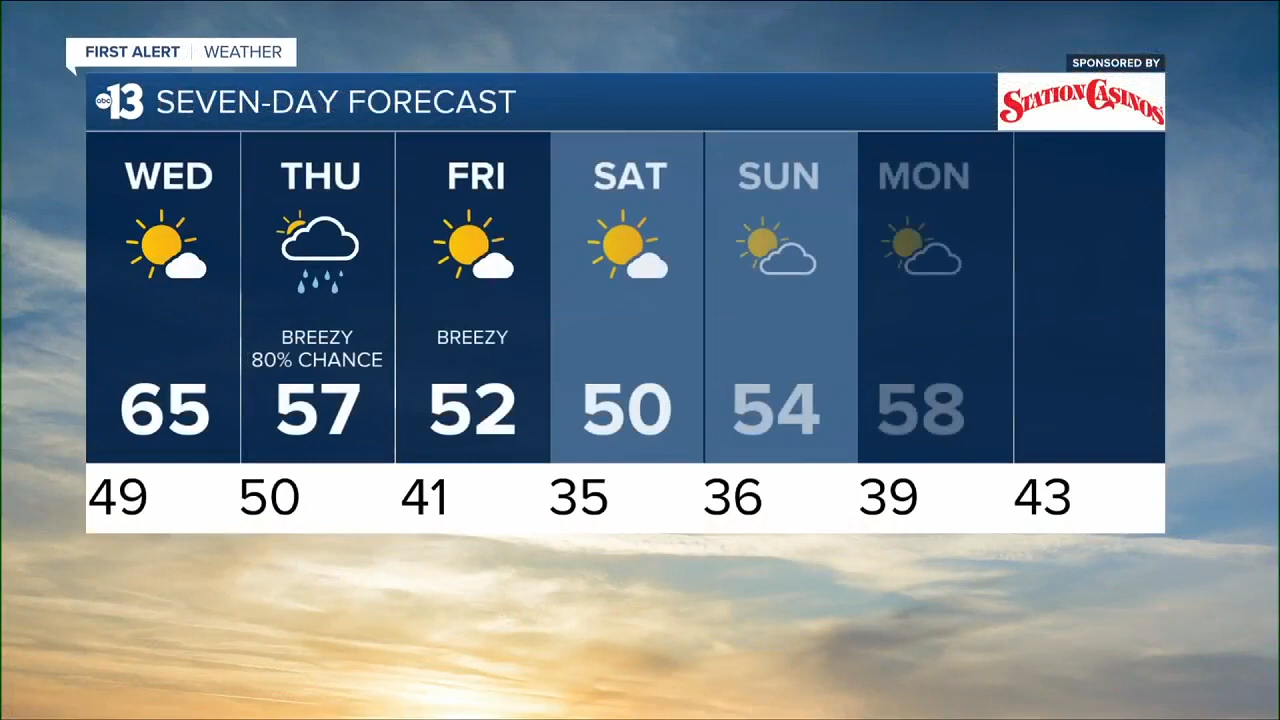 FIRST ALERT WEATHER
SPONSORED BY
abc 13 SEVEN-DAY FORECAST
STATION CASINOS
WED THU FRI SAT SUN MON
BREEZY BREEZY
80% CHANCE
65 57 52 50 54 58
49 50 41 35 36 39 43